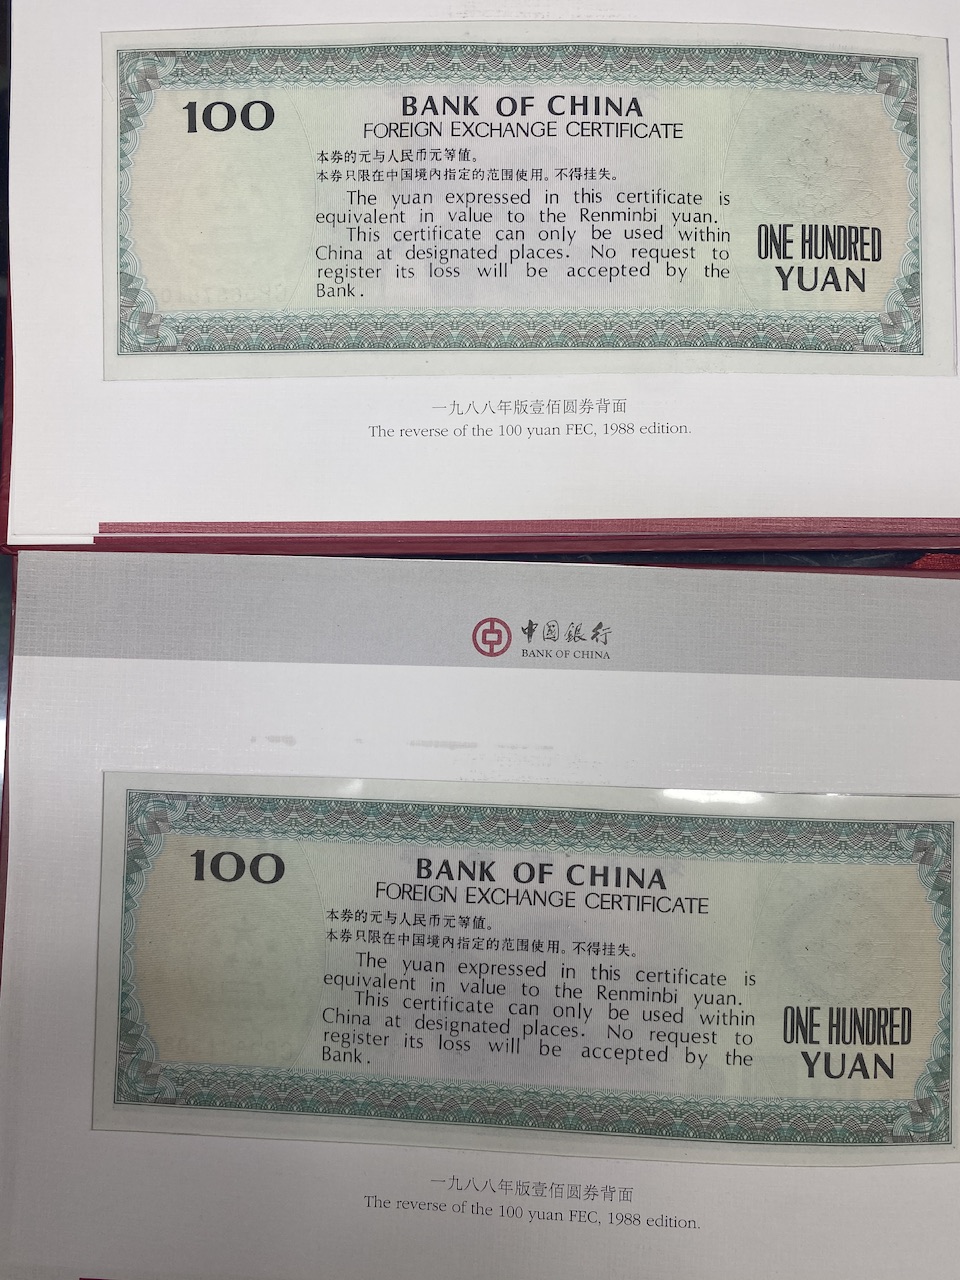 100
BANK OF CHINA
FOREIGN EXCHANGE CERTIFICATE
本券的元与人民币元等值。
本券只限在中国境内指定的范围使用。不得挂失。
The yuan expressed in this certificate is
equivalent in value to the Renminbi yuan.
This certificate can only be used within
China at designated places. No request to
register its loss will be accepted by the
Bank.
ONE HUNDRED
YUAN
一九八八年版壹佰圆券背面
The reverse of the 100 yuan FEC, 1988 edition.
中国銀行
BANK OF CHINA
100
BANK OF CHINA
FOREIGN EXCHANGE CERTIFICATE
本券的元与人民币元等值。
本券只限在中国境内指定的范围使用。不得挂失。
The yuan expressed in this certificate is
equivalent in value to the Renminbi yuan.
This certificate can only be used within
China at designated places. No request to
register its loss will be accepted by the
Bank.
ONE HUNDRED
YUAN
一九八八年版壹佰圆券背面
The reverse of the 100 yuan FEC, 1988 edition.